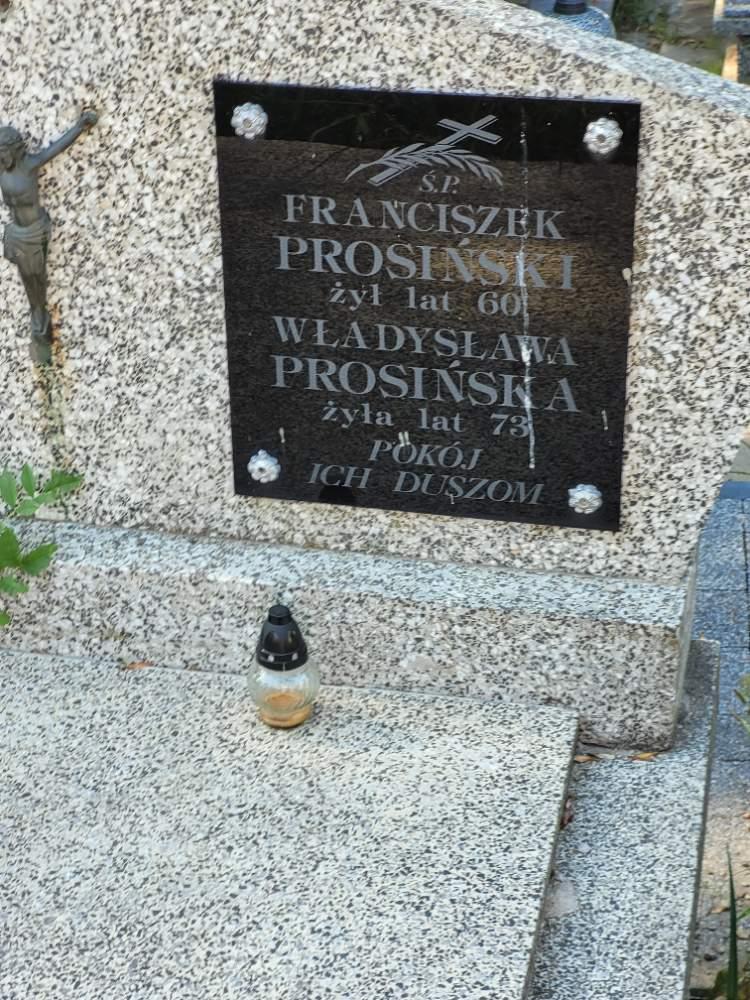 Ś.P.
FRANCISZEK
PROSIŃSKI
żył lat 60
WŁADYSŁAWA
PROSIŃSKA
żyła lat 73
POKÓJ
ICH DUSZOM